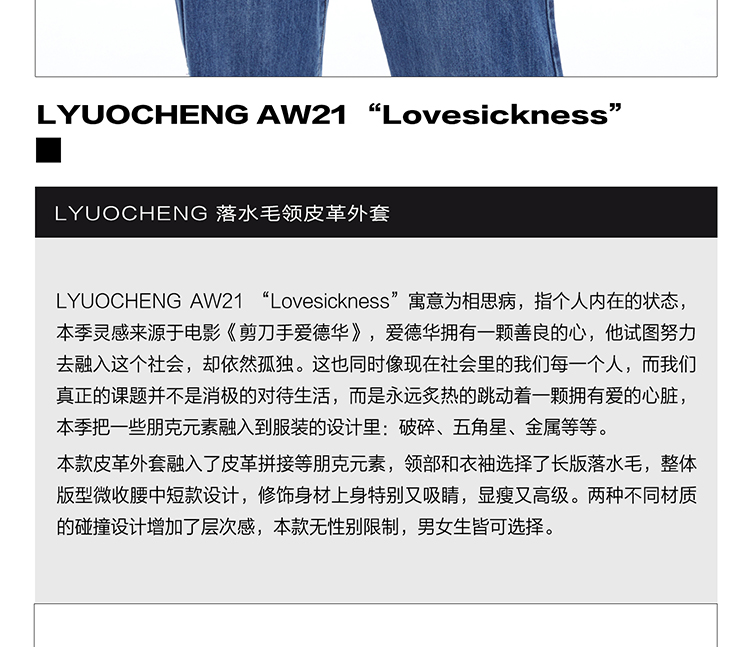 LYUOCHENG AW21 “Lovesickness”
LYUOCHENG 落水毛领皮革外套
LYUOCHENG AW21 “Lovesickness”寓意为相思病，指个人内在的状态，
本季灵感来源于电影《剪刀手爱德华》，爱德华拥有一颗善良的心，他试图努力
去融入这个社会，却依然孤独。这也同时像现在社会里的我们每一个人，而我们
真正的课题并不是消极的对待生活，而是永远炙热的跳动着一颗拥有爱的心脏，
本季把一些朋克元素融入到服装的设计里：破碎、五角星、金属等等。
本款皮革外套融入了皮革拼接等朋克元素，领部和衣袖选择了长版落水毛，整体
版型微收腰中短款设计，修饰身材上身特别又吸睛，显瘦又高级。两种不同材质
的碰撞设计增加了层次感，本款无性别限制，男女生皆可选择。